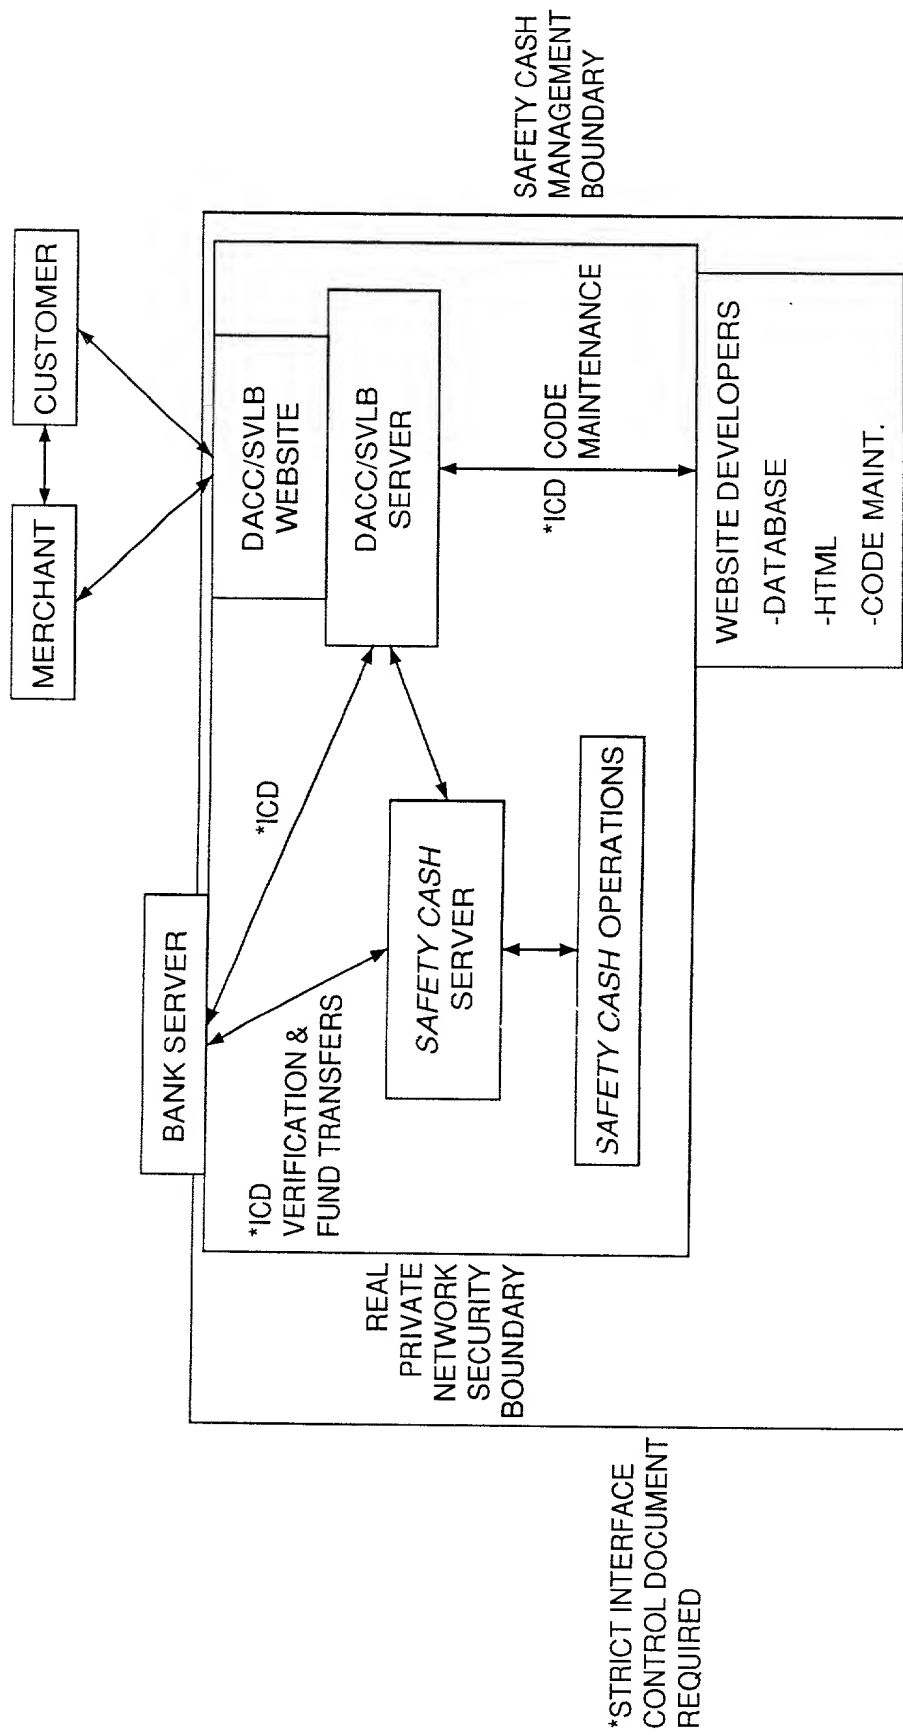 MERCHANT
CUSTOMER
BANK SERVER
DACC/SVLB
WEBSITE
DACC/SVLB
SERVER
*ICD
*ICD
VERIFICATION &
FUND TRANSFERS
SAFETY CASH
SERVER
SAFETY CASH OPERATIONS
*ICD CODE
MAINTENANCE
REAL
PRIVATE
NETWORK
SECURITY
BOUNDARY
SAFETY CASH
MANAGEMENT
BOUNDARY
WEBSITE DEVELOPERS
-DATABASE
-HTML
-CODE MAINT.
*STRICT INTERFACE
CONTROL DOCUMENT
REQUIRED